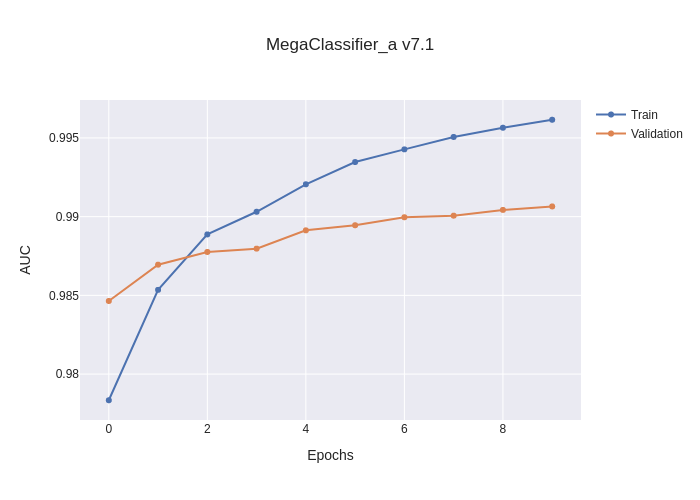 MegaClassifier_a v7.1
Train
Validation
0.995
0.99
0.985
0.98
AUC
0 2 4 6 8
Epochs